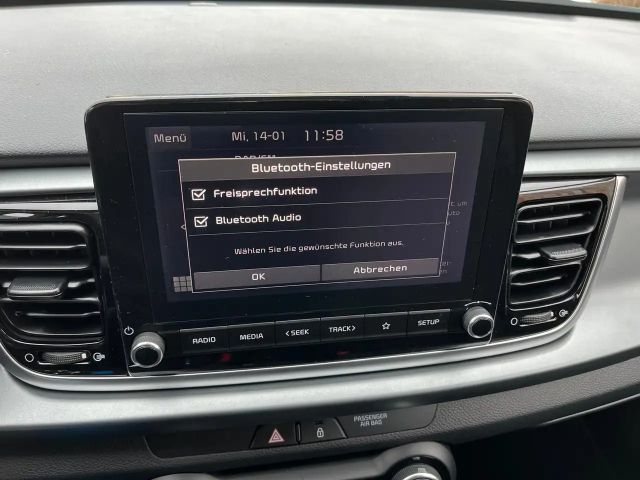 Menü Mi, 14-01 11:58
Bluetooth-Einstellungen
Freisprechfunktion
Bluetooth Audio
Wählen Sie die gewünschte Funktion aus.
OK Abbrechen
RADIO MEDIA < SEEK TRACK > SETUP
PASSENGER
AIR BAG